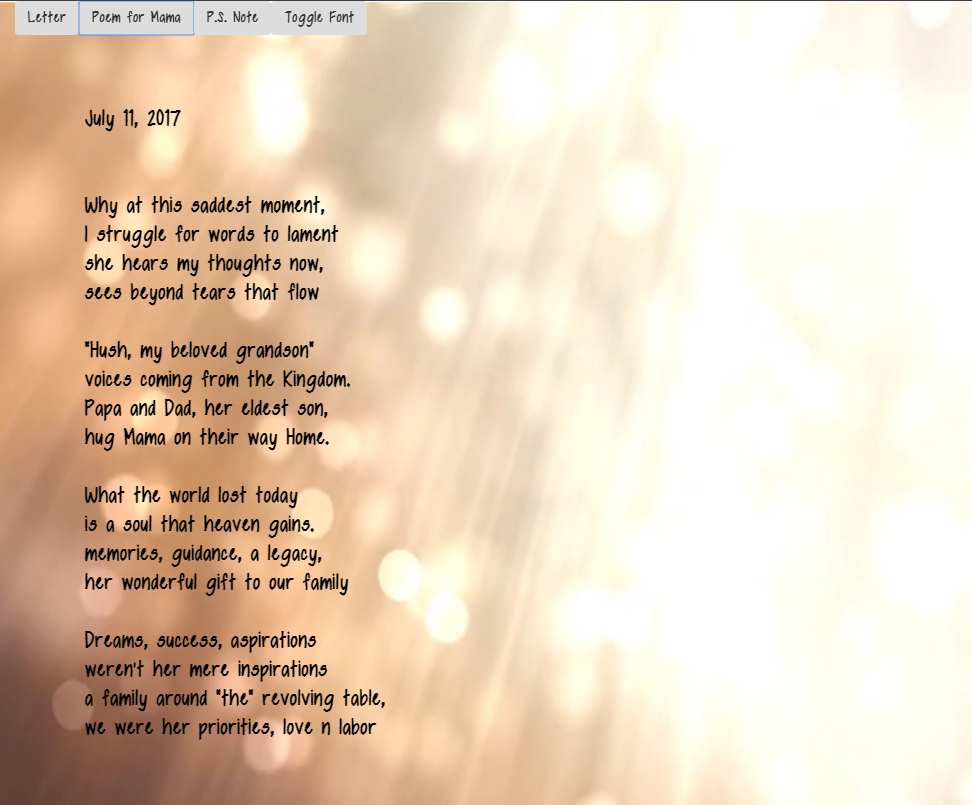 Letter Poem for Mama P.S. Note Toggle Font
July 11, 2017
Why at this saddest moment,
I struggle for words to lament
she hears my thoughts now,
sees beyond tears that flow
"Hush, my beloved grandson"
voices coming from the Kingdom.
Papa and Dad, her eldest son,
hug Mama on their way Home.
What the world lost today
is a soul that heaven gains.
memories, guidance, a legacy,
her wonderful gift to our family
Dreams, success, aspirations
weren't her mere inspirations
a family around "the" revolving table,
we were her priorities, love n labor